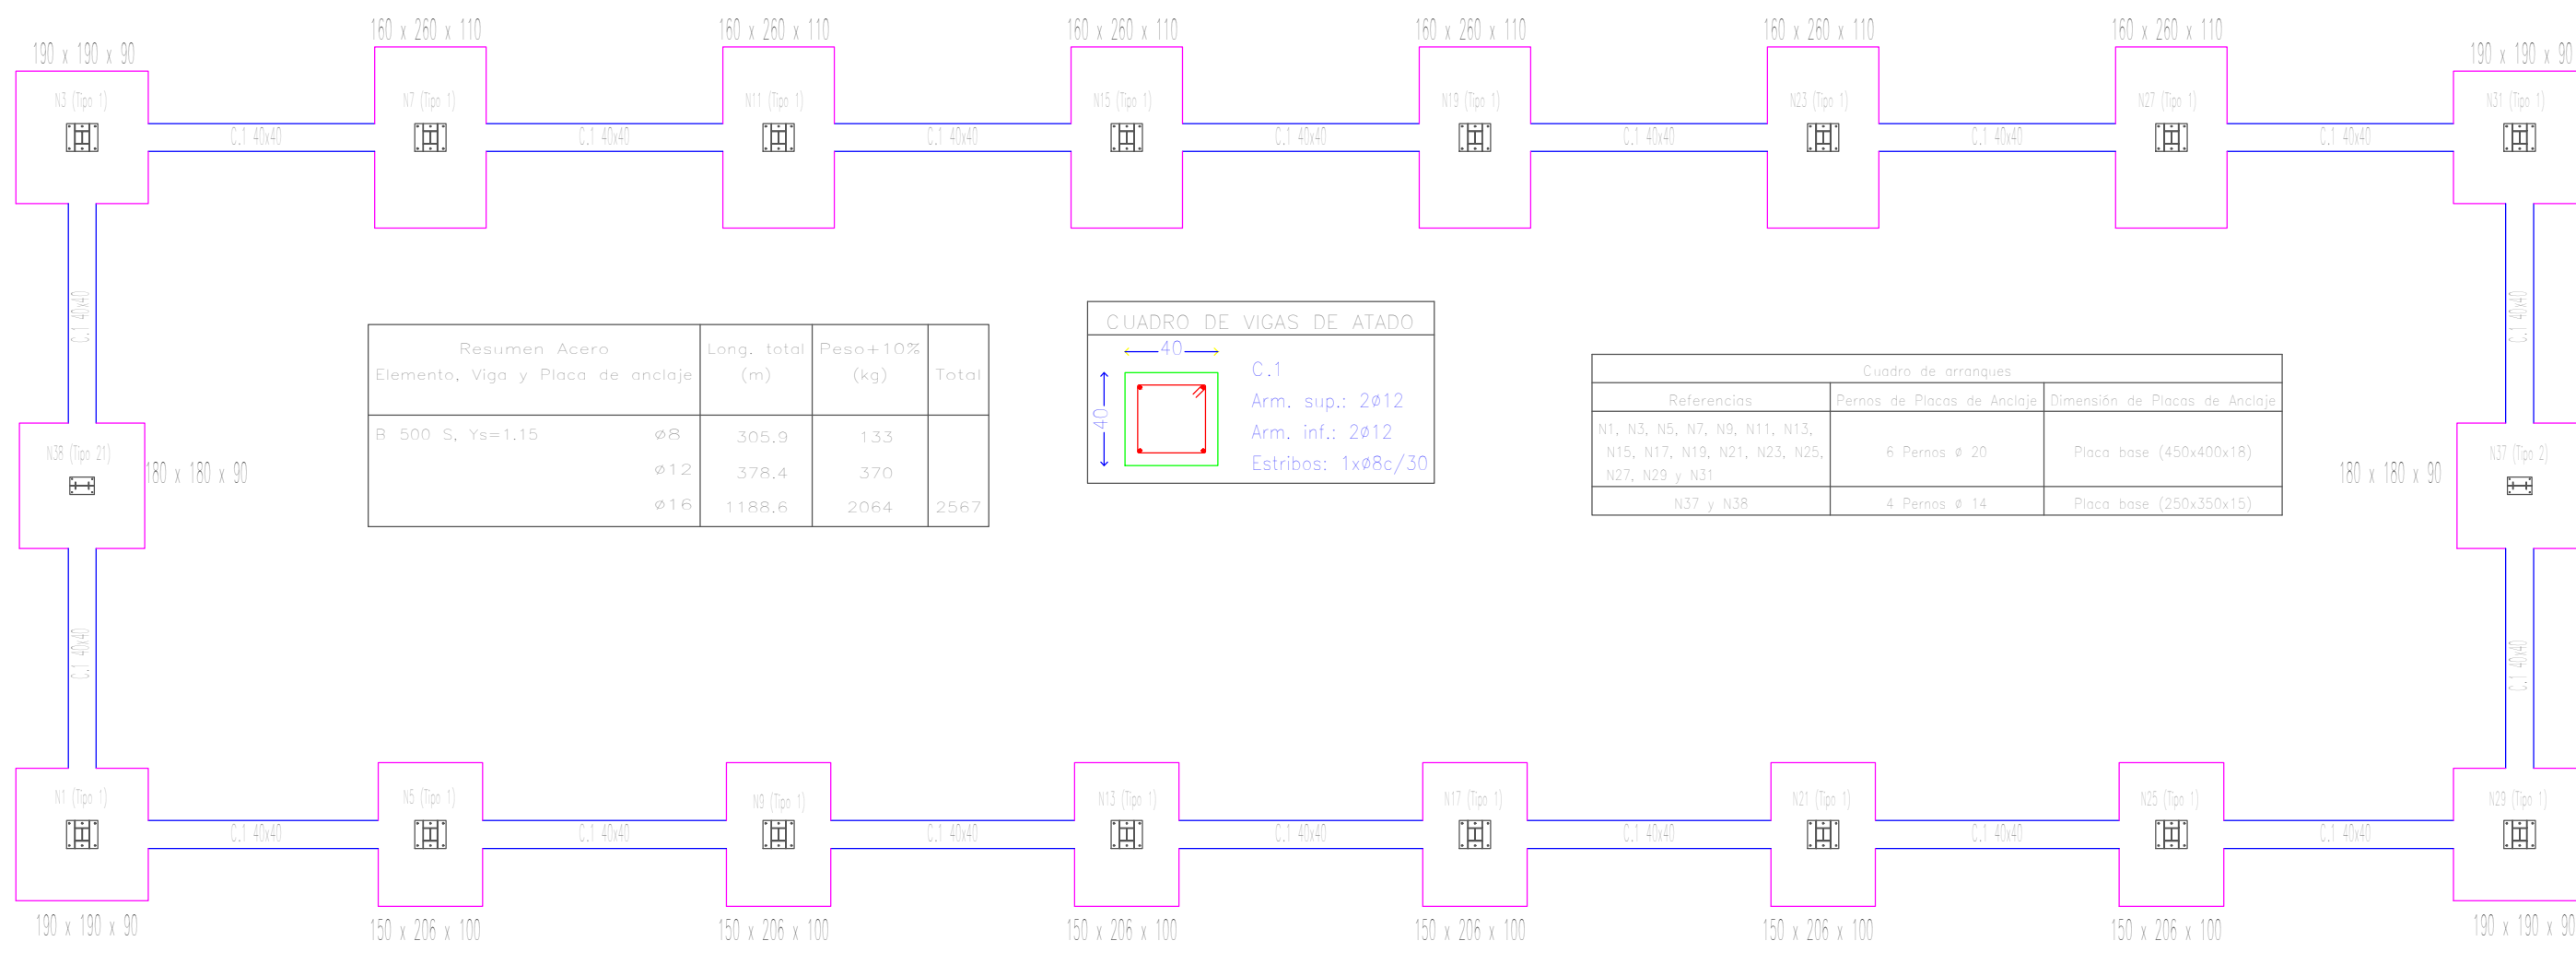 160 x 260 x 110
160 x 260 x 110
160 x 260 x 110
160 x 260 x 110
160 x 260 x 110
160 x 260 x 110
190 x 190 x 90
190 x 190 x 90
N3 (Tipo 1)
N7 (Tipo 1)
N11 (Tipo 1)
N15 (Tipo 1)
N19 (Tipo 1)
N23 (Tipo 1)
N27 (Tipo 1)
N31 (Tipo 1)
C.1 40x40
C.1 40x40
C.1 40x40
C.1 40x40
C.1 40x40
C.1 40x40
C.1 40x40
C.1 40x40
C.1 40x40
Resumen Acero
Elemento, Viga y Placa de anclaje
Long. total
(m)
Peso+10%
(kg)
Total
B 500 S, Ys=1.15
ø8
305.9
133
ø12
378.4
370
ø16
1188.6
2064
2567
CUADRO DE VIGAS DE ATADO
40
40
C.1
Arm. sup.: 2ø12
Arm. inf.: 2ø12
Estribos: 1xø8c/30
Cuadro de arranques
Referencias
Pernos de Placas de Anclaje
Dimensión de Placas de Anclaje
N1, N3, N5, N7, N9, N11, N13,
N15, N17, N19, N21, N23, N25,
N27, N29 y N31
6 Pernos ø 20
Placa base (450x400x18)
N37 y N38
4 Pernos ø 14
Placa base (250x350x15)
N38 (Tipo 21)
180 x 180 x 90
180 x 180 x 90
N37 (Tipo 2)
C.1 40x40
C.1 40x40
N1 (Tipo 1)
N5 (Tipo 1)
N9 (Tipo 1)
N13 (Tipo 1)
N17 (Tipo 1)
N21 (Tipo 1)
N25 (Tipo 1)
N29 (Tipo 1)
C.1 40x40
C.1 40x40
C.1 40x40
C.1 40x40
C.1 40x40
C.1 40x40
C.1 40x40
190 x 190 x 90
150 x 206 x 100
150 x 206 x 100
150 x 206 x 100
150 x 206 x 100
150 x 206 x 100
150 x 206 x 100
190 x 190 x 90